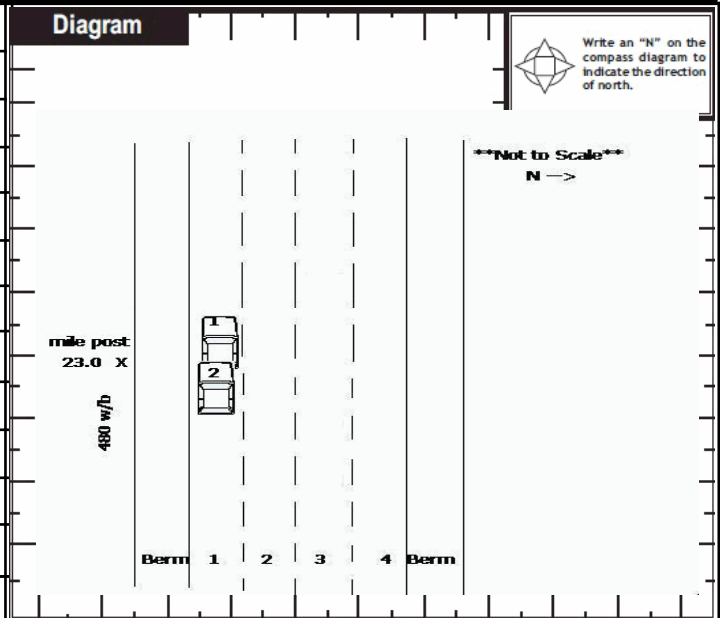 Diagram
Write an “N” on the
compass diagram to
indicate the direction
of north.
**Not to Scale**
N -->
1
mile post
23.0 X
2
480 w/b
Berm 1 2 3 4 Berm